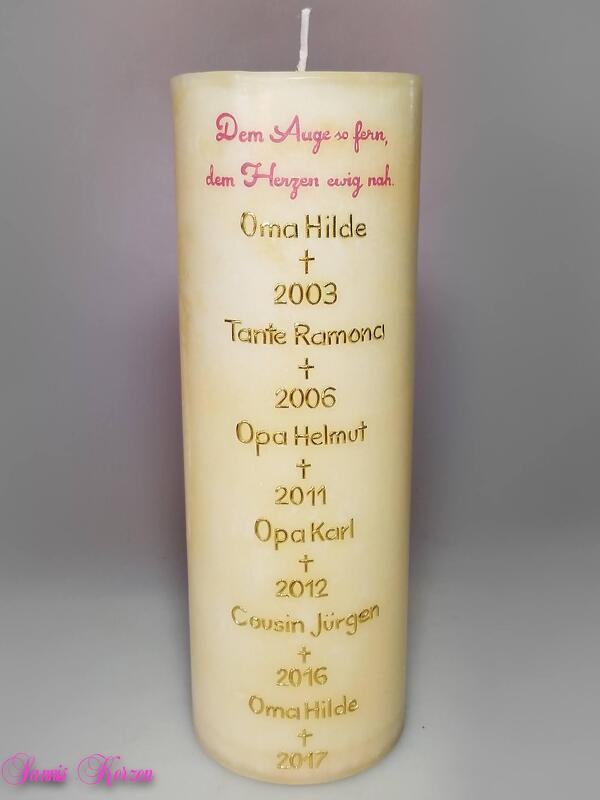 Dem Auge so fern,
dem Herzen ewig nah.
Oma Hilde
†
2003
Tante Ramona
†
2006
Opa Helmut
†
2011
Opa Karl
†
2012
Cousin Jürgen
†
2016
Oma Hilde
†
2017
Sannis Kerzen